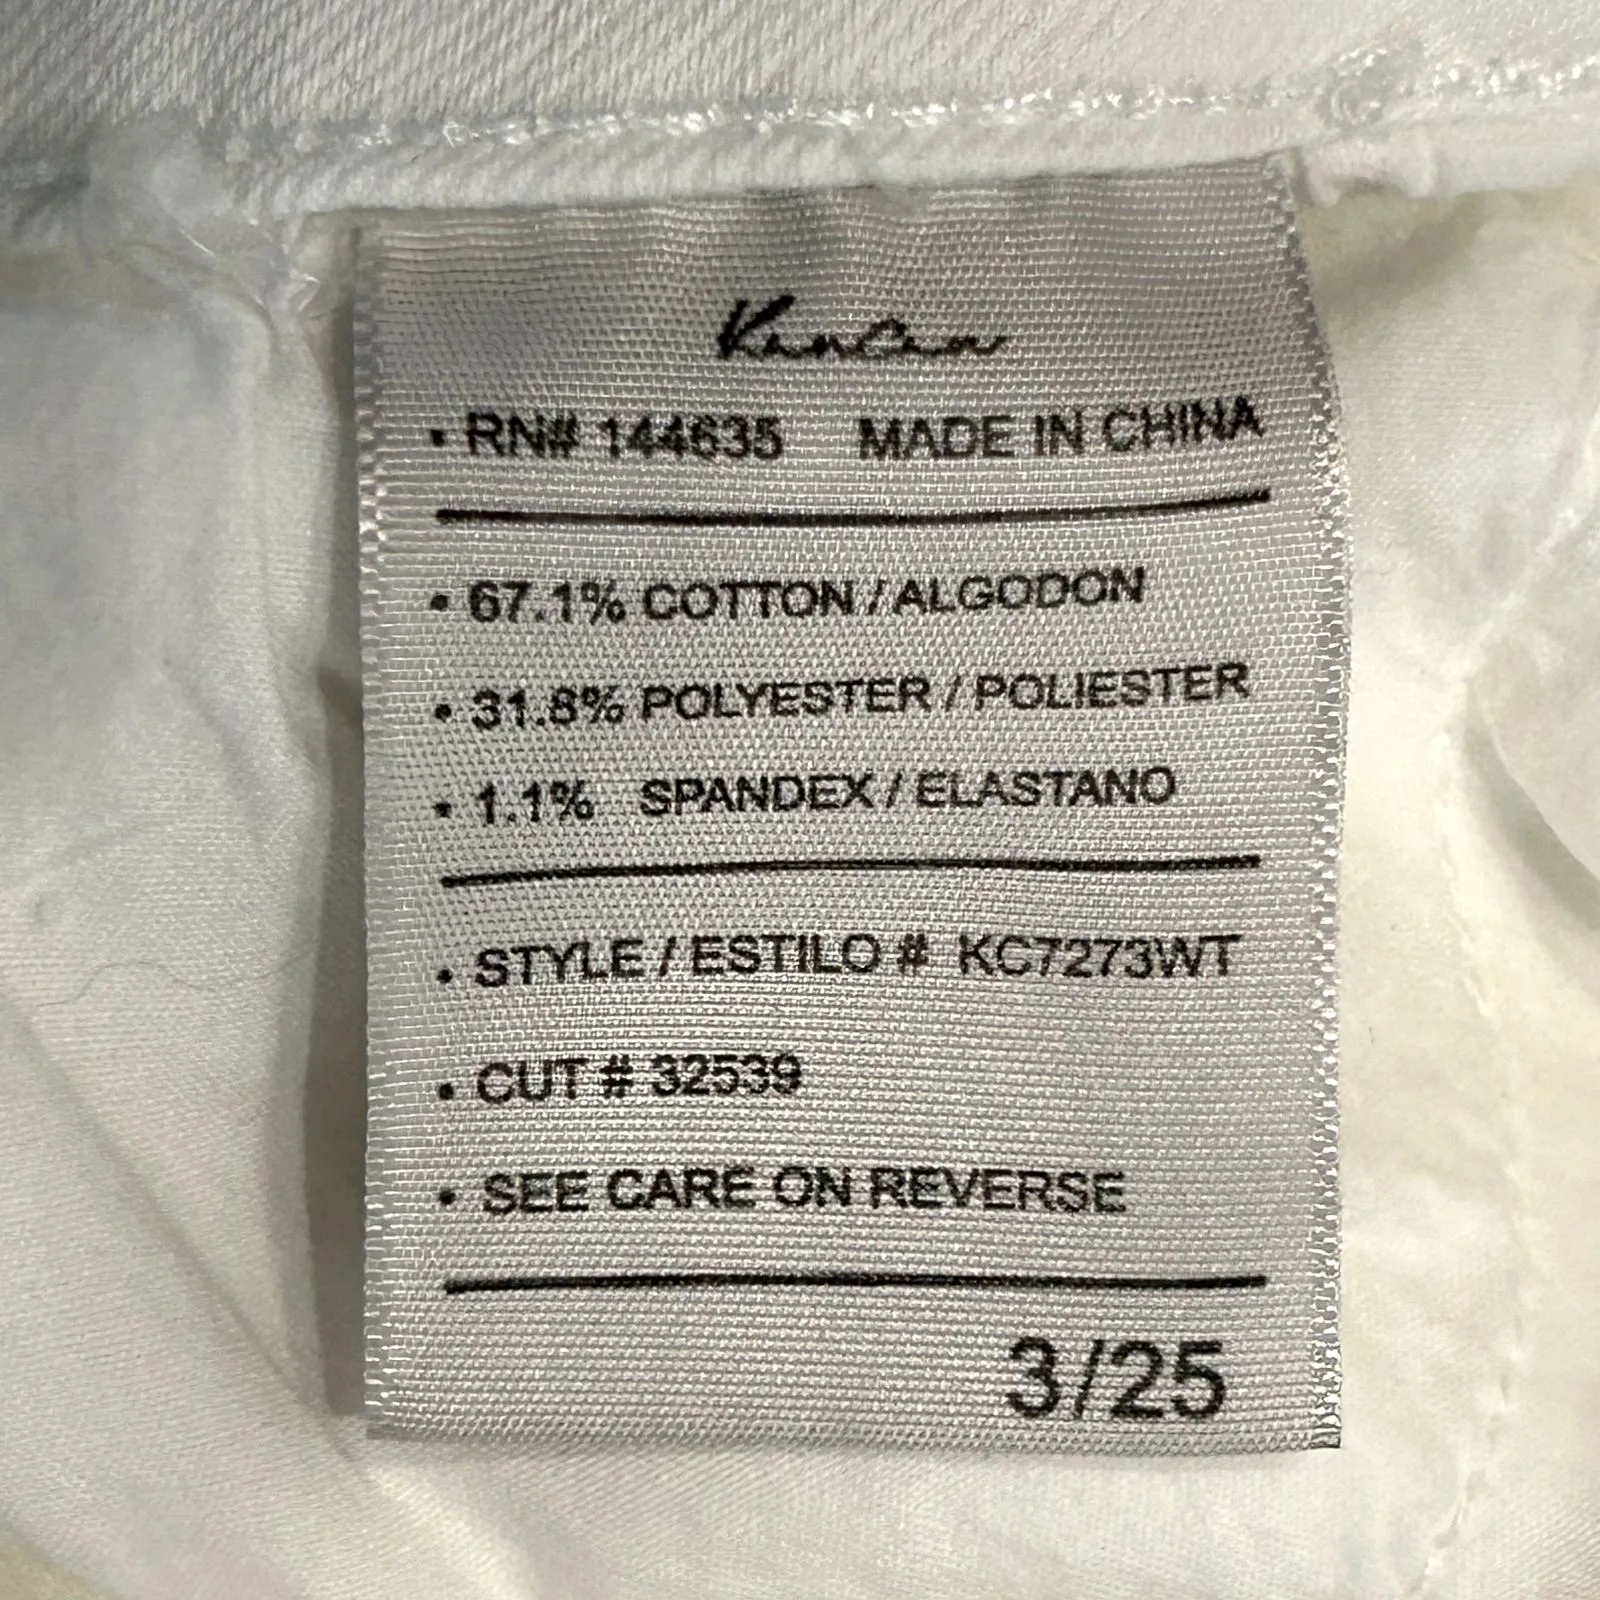 KanCan
• RN# 144635 MADE IN CHINA
• 67.1% COTTON / ALGODON
• 31.8% POLYESTER / POLIESTER
• 1.1% SPANDEX / ELASTANO
• STYLE / ESTILO # KC7273WT
• CUT # 32539
• SEE CARE ON REVERSE
3/25